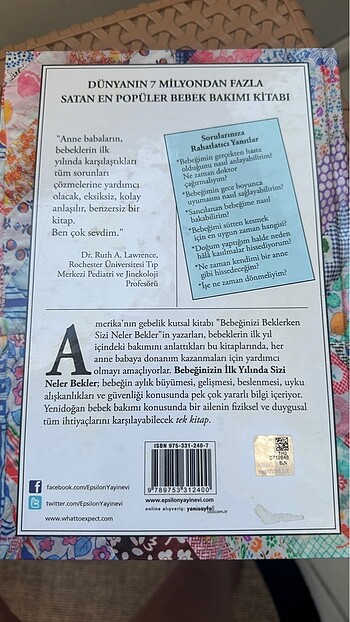 DÜNYANIN 7 MİLYONDAN FAZLA
SATAN EN POPÜLER BEBEK BAKIMI KİTABI
"Anne babaların,
bebeklerin ilk
yılında karşılaştıkları
tüm sorunları
çözmelerine yardımcı
olacak, eksiksiz, kolay
anlaşılır, benzersiz bir
kitap.
Ben çok sevdim."
Dr. Ruth A. Lawrence,
Rochester Üniversitesi Tıp
Merkezi Pediatri ve Jinekoloji
Profesörü
Sorularınıza
Rahatlatıcı Yanıtlar
*Bebeğimin gerçekten hasta
olduğunu nasıl anlayabilirim?
Ne zaman doktor
çağırmalıyım?
*Bebeğimin gece boyunca
uyumasını nasıl sağlayabilirim?
*Sancılanan bebeğime nasıl
bakabilirim?
*Bebeğimi sütten kesmek
için en uygun zaman hangisi?
*Doğum yaptığım halde neden
hâlâ kasılmalar hissediyorum?
*Ne zaman kendimi bir anne
gibi hissedeceğim?
*İşe ne zaman dönmeliyim?
Amerika'nın gebelik kutsal kitabı "Bebeğinizi Beklerken
Sizi Neler Bekler"in yazarları, bebeklerin ilk yıl
içindeki bakımını anlattıkları bu kitaplarında, her
anne babaya donanım kazanmaları için yardımcı
olmayı amaçlıyorlar. Bebeğinizin İlk Yılında Sizi
Neler Bekler; bebeğin aylık büyümesi, gelişmesi, beslenmesi, uyku
alışkanlıkları ve güvenliği konusunda pek çok yararlı bilgi içeriyor.
Yenidoğan bebek bakımı konusunda bir ailenin fiziksel ve duygusal
tüm ihtiyaçlarını karşılayabilecek tek kitap.
ISBN 975-331-240-7
9789753312400
facebook.com/EpsilonYayinevi
twitter.com/EpsilonYayinevi
www.whattoexpect.com
www.epsilonyayinevi.com
online alışveriş: yenisayfa